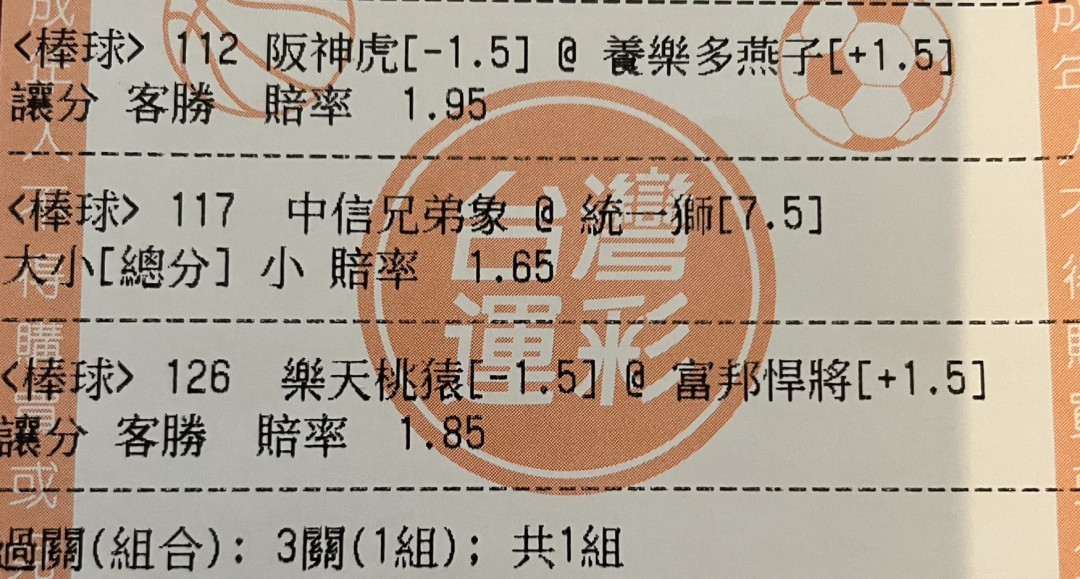 <棒球> 112 阪神虎[-1.5] @ 養樂多燕子[+1.5]
讓分 客勝 賠率 1.95
<棒球> 117 中信兄弟象 @ 統一獅[7.5]
大小[總分] 小 賠率 1.65
<棒球> 126 樂天桃猿[-1.5] @ 富邦悍將[+1.5]
讓分 客勝 賠率 1.85
過關(組合): 3關(1組); 共1組
台灣
運彩